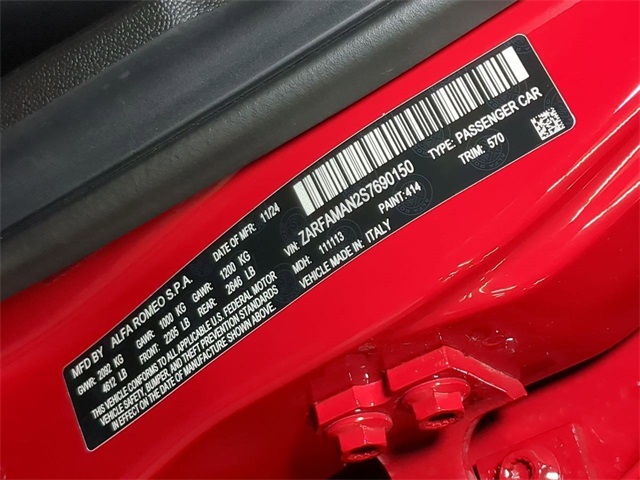 MFD BY ALFA ROMEO S.P.A. DATE OF MFR: 11/24
GVWR: 2092 KG GAWR: 1000 KG GAWR: 1200 KG
4612 LB FRONT: 2205 LB REAR: 2646 LB
THIS VEHICLE CONFORMS TO ALL APPLICABLE U.S. FEDERAL MOTOR
VEHICLE SAFETY, BUMPER, AND THEFT PREVENTION STANDARDS
IN EFFECT ON THE DATE OF MANUFACTURE SHOWN ABOVE.
VIN: ZARFAMAN2S7690150 TYPE: PASSENGER CAR
MDH: 111113 PAINT: 414 TRIM: 570
VEHICLE MADE IN: ITALY